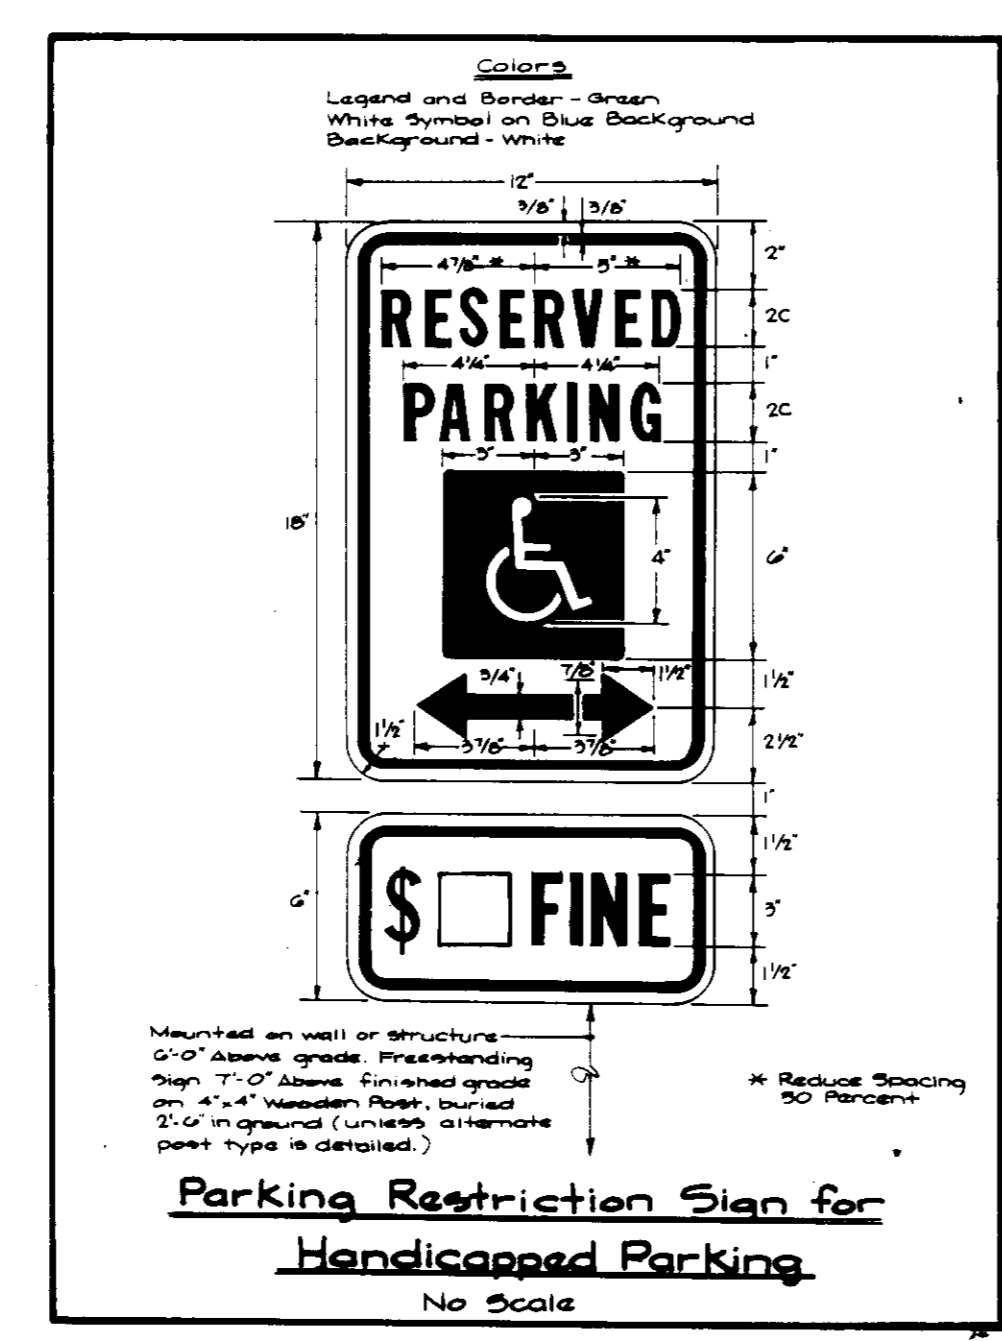 Colors
Legend and Border - Green
White Symbol on Blue Background
Background - White
12"
3/8" 3/8"
2"
4 7/8" * 5" *
RESERVED
2C
4 1/4" 4 1/4"
1"
PARKING
2C
3" 3"
1"
18"
4"
6"
3/4" 7/8" 1 1/2"
1 1/2"
1 1/2"
3 7/8" 3 7/8"
2 1/2"
1"
1 1/2"
6"
$ FINE
3"
1 1/2"
Mounted on wall or structure
6'-0" Above grade. Freestanding
Sign 7'-0" Above finished grade
on 4"x4" Wooden Post, buried
2'-6" in ground (unless alternate
post type is detailed.)
* Reduce Spacing
50 Percent
Parking Restriction Sign for
Handicapped Parking
No Scale